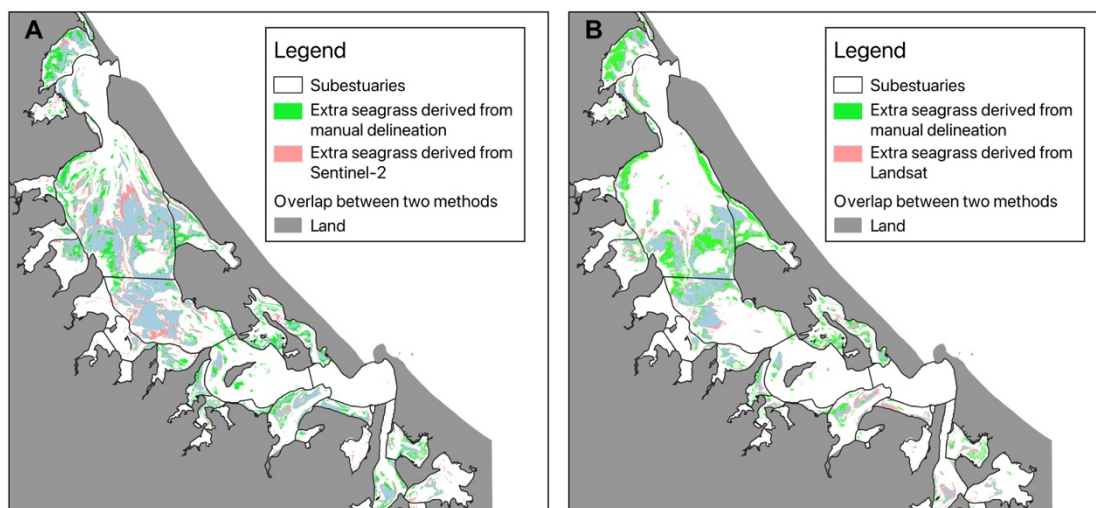 A
Legend
Subestuaries
Extra seagrass derived from
manual delineation
Extra seagrass derived from
Sentinel-2
Overlap between two methods
Land
B
Legend
Subestuaries
Extra seagrass derived from
manual delineation
Extra seagrass derived from
Landsat
Overlap between two methods
Land